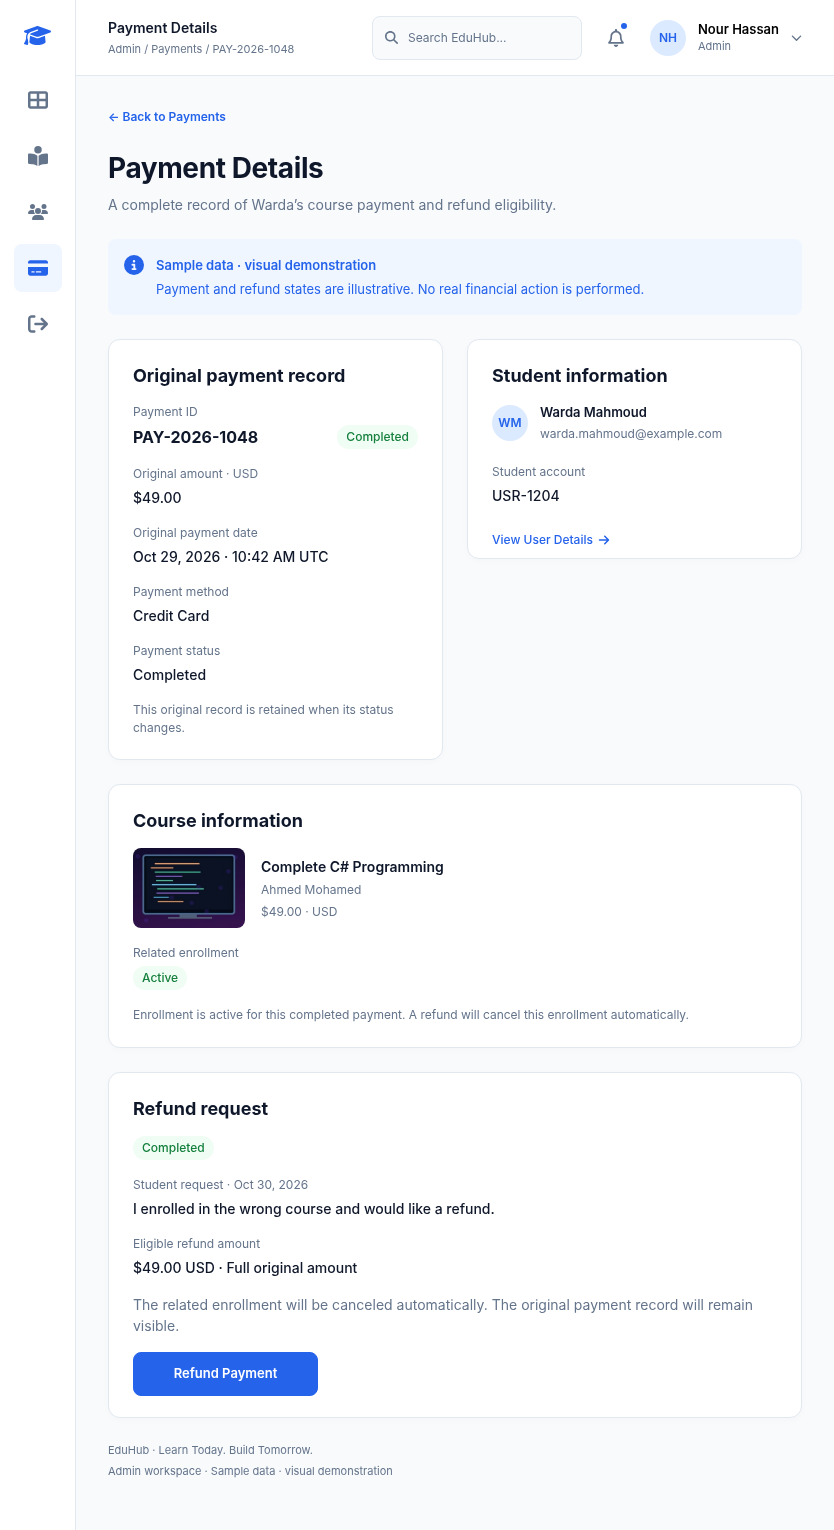 Payment Details
Admin / Payments / PAY-2026-1048
Search EduHub...
NH
Nour Hassan
Admin
← Back to Payments
Payment Details
A complete record of Warda’s course payment and refund eligibility.
Sample data · visual demonstration
Payment and refund states are illustrative. No real financial action is performed.
Original payment record
Payment ID
PAY-2026-1048
Completed
Original amount · USD
$49.00
Original payment date
Oct 29, 2026 · 10:42 AM UTC
Payment method
Credit Card
Payment status
Completed
This original record is retained when its status
changes.
Student information
WM
Warda Mahmoud
warda.mahmoud@example.com
Student account
USR-1204
View User Details →
Course information
Complete C# Programming
Ahmed Mohamed
$49.00 · USD
Related enrollment
Active
Enrollment is active for this completed payment. A refund will cancel this enrollment automatically.
Refund request
Completed
Student request · Oct 30, 2026
I enrolled in the wrong course and would like a refund.
Eligible refund amount
$49.00 USD · Full original amount
The related enrollment will be canceled automatically. The original payment record will remain
visible.
Refund Payment
EduHub · Learn Today. Build Tomorrow.
Admin workspace · Sample data · visual demonstration